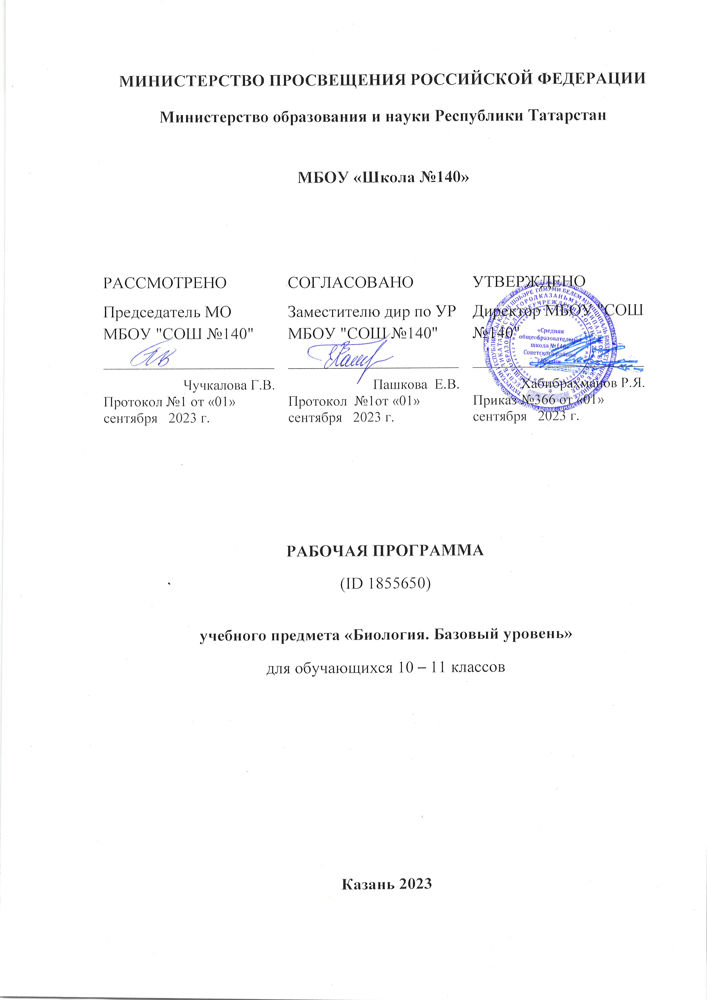 МИНИСТЕРСТВО ПРОСВЕЩЕНИЯ РОССИЙСКОЙ ФЕДЕРАЦИИ
Министерство образования и науки Республики Татарстан
МБОУ «Школа №140»
РАССМОТРЕНО
Председатель МО
МБОУ "СОШ №140"
Чучкалова Г.В.
Протокол №1 от «01»
сентября 2023 г.
СОГЛАСОВАНО
Заместителю дир по УР
МБОУ "СОШ №140"
Пашкова Е.В.
Протокол №1от «01»
сентября 2023 г.
УТВЕРЖДЕНО
Директор МБОУ "СОШ
№140"
Хабибрахманов Р.Я.
Приказ №366 от «01»
сентября 2023 г.
«Средняя
общеобразовательная
школа №140»
Советского района
РАБОЧАЯ ПРОГРАММА
(ID 1855650)
учебного предмета «Биология. Базовый уровень»
для обучающихся 10 – 11 классов
Казань 2023